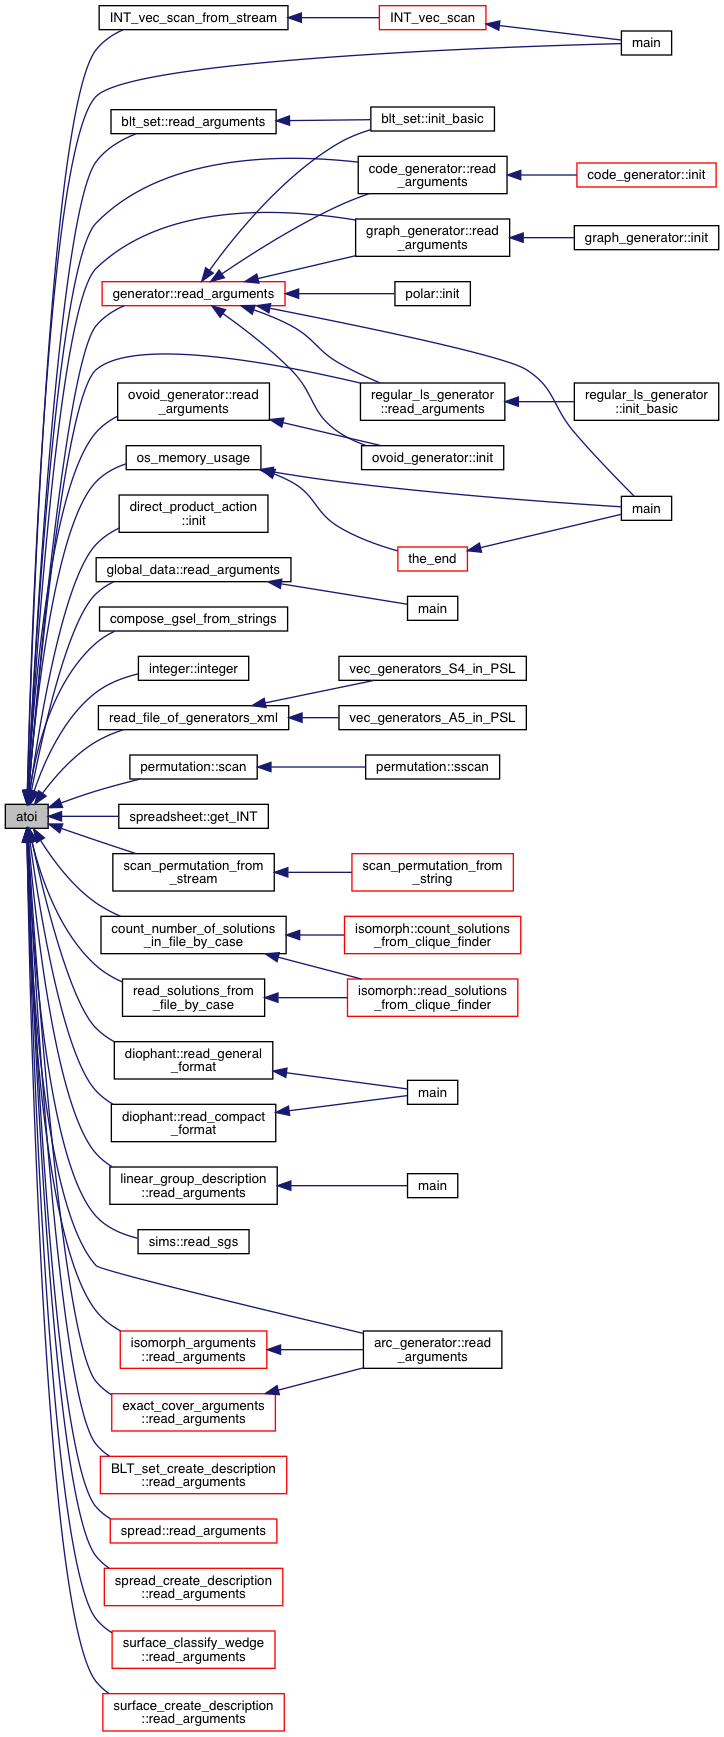 INT_vec_scan_from_stream
INT_vec_scan
main
blt_set::read_arguments
blt_set::init_basic
code_generator::read
_arguments
code_generator::init
graph_generator::read
_arguments
graph_generator::init
generator::read_arguments
polar::init
ovoid_generator::read
_arguments
regular_ls_generator
::read_arguments
regular_ls_generator
::init_basic
os_memory_usage
ovoid_generator::init
direct_product_action
::init
main
the_end
global_data::read_arguments
main
compose_gsel_from_strings
integer::integer
vec_generators_S4_in_PSL
read_file_of_generators_xml
vec_generators_A5_in_PSL
permutation::scan
permutation::sscan
atoi
spreadsheet::get_INT
scan_permutation_from
_stream
scan_permutation_from
_string
count_number_of_solutions
_in_file_by_case
isomorph::count_solutions
_from_clique_finder
read_solutions_from
_file_by_case
isomorph::read_solutions
_from_clique_finder
diophant::read_general
_format
main
diophant::read_compact
_format
linear_group_description
::read_arguments
main
sims::read_sgs
isomorph_arguments
::read_arguments
arc_generator::read
_arguments
exact_cover_arguments
::read_arguments
BLT_set_create_description
::read_arguments
spread::read_arguments
spread_create_description
::read_arguments
surface_classify_wedge
::read_arguments
surface_create_description
::read_arguments